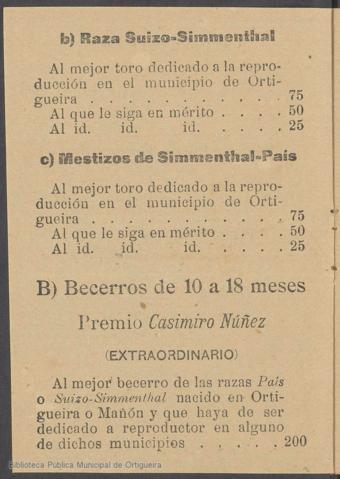 b) Raza Suizo-Simmenthal
Al mejor toro dedicado a la repro-
ducción en el municipio de Orti-
gueira . . . . . . . . . . 75
Al que le siga en mérito . . . . 50
Al id. id. id. . . . . 25
c) Mestizos de Simmenthal-País
Al mejor toro dedicado a la repro-
ducción en el municipio de Orti-
gueira . . . . . . . . . . 75
Al que le siga en mérito . . . . 50
Al id. id. id. . . . . 25
B) Becerros de 10 a 18 meses
Premio Casimiro Núñez
(EXTRAORDINARIO)
Al mejor becerro de las razas País
o Suizo-Simmenthal nacido en Orti-
gueira o Mañón y que haya de ser
dedicado a reproductor en alguno
de dichos municipios . . . . . 200
Biblioteca Pública Municipal de Ortigueira